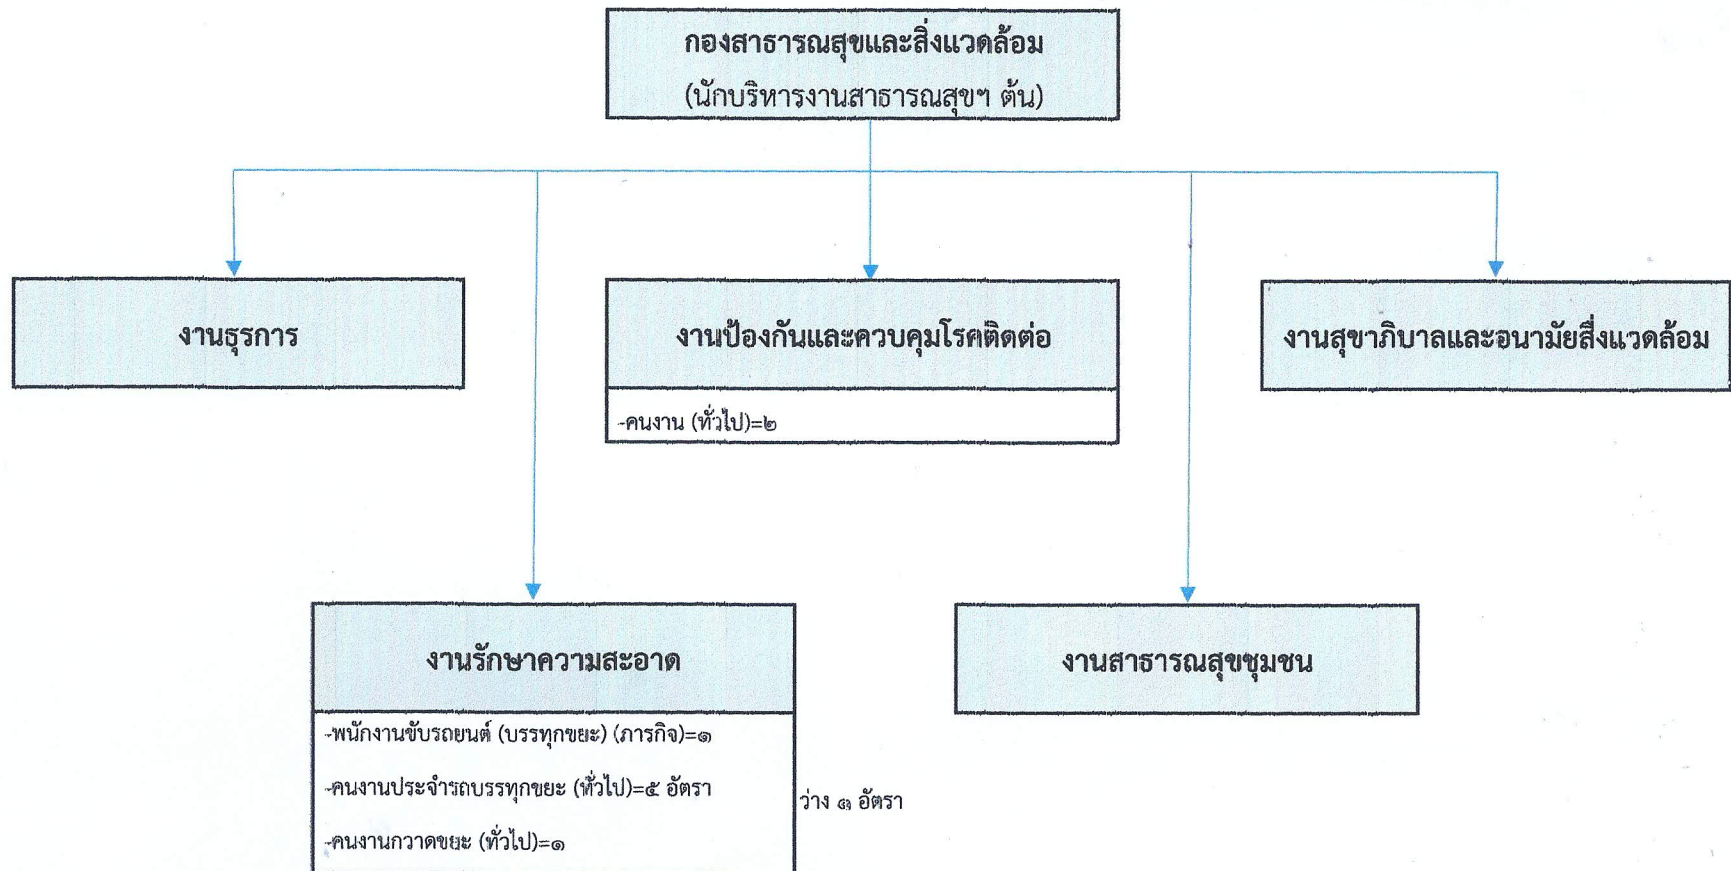 กองสาธารณสุขและสิ่งแวดล้อม
(นักบริหารงานสาธารณสุขฯ ต้น)
งานธุรการ
งานป้องกันและควบคุมโรคติดต่อ
-คนงาน (ทั่วไป)=๒
งานสุขาภิบาลและอนามัยสิ่งแวดล้อม
งานรักษาความสะอาด
-พนักงานขับรถยนต์ (บรรทุกขยะ) (ภารกิจ)=๑
-คนงานประจำรถบรรทุกขยะ (ทั่วไป)=๕ อัตรา
-คนงานกวาดขยะ (ทั่วไป)=๑
ว่าง อัตรา
งานสาธารณสุขชุมชน